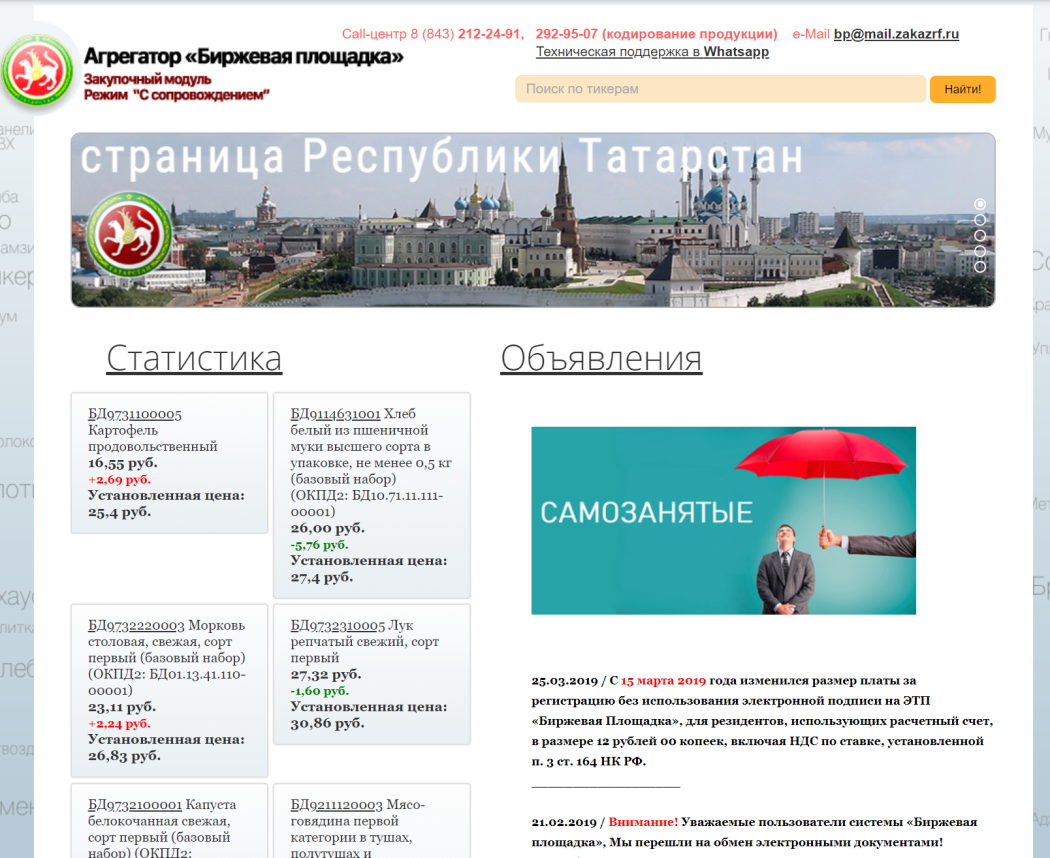 Call-центр 8 (843) 212-24-91, 292-95-07 (кодирование продукции) e-Mail bp@mail.zakazrf.ru
Техническая поддержка в Whatsapp
Агрегатор «Биржевая площадка»
Закупочный модуль
Режим "С сопровождением"
Поиск по тикерам
Найти!
страница Республики Татарстан
ТАТАРСТАН
Статистика
БД9731100005
Картофель
продовольственный
16,55 руб.
+2,69 руб.
Установленная цена:
25,4 руб.
БД9114631001 Хлеб
белый из пшеничной
муки высшего сорта в
упаковке, не менее 0,5 кг
(базовый набор)
(ОКПД2: БД10.71.11.111-
00001)
26,00 руб.
-5,76 руб.
Установленная цена:
27,4 руб.
БД9732220003 Морковь
столовая, свежая, сорт
первый (базовый набор)
(ОКПД2: БД01.13.41.110-
00001)
23,11 руб.
+2,24 руб.
Установленная цена:
26,83 руб.
БД9732310005 Лук
репчатый свежий, сорт
первый
27,32 руб.
-1,60 руб.
Установленная цена:
30,86 руб.
БД9732100001 Капуста
белокочанная свежая,
сорт первый (базовый
набор) (ОКПД2:
БД9211120003 Мясо-
говядина первой
категории в тушах,
полутушах и
Объявления
САМОЗАНЯТЫЕ
25.03.2019 / С 15 марта 2019 года изменился размер платы за
регистрацию без использования электронной подписи на ЭТП
«Биржевая Площадка», для резидентов, использующих расчетный счет,
в размере 12 рублей 00 копеек, включая НДС по ставке, установленной
п. 3 ст. 164 НК РФ.
21.02.2019 / Внимание! Уважаемые пользователи системы «Биржевая
площадка», Мы перешли на обмен электронными документами!